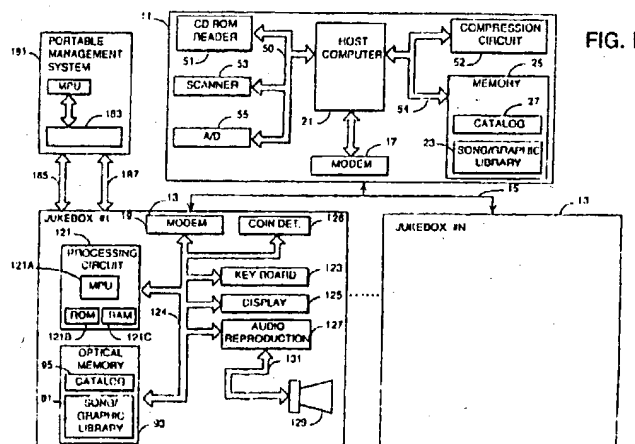 FIG. I
11
CD ROM
READER
51
50
SCANNER
53
A/D
55
HOST
COMPUTER
21
MODEM
17
COMPRESSION
CIRCUIT
52
54
MEMORY
25
27
CATALOG
23
SONG/GRAPHIC
LIBRARY
PORTABLE
MANAGEMENT
SYSTEM
MPU
183
185
187
15
JUKEBOX #1
13
19
MODEM
COIN DET.
126
121
PROCESSING
CIRCUIT
121A
MPU
ROM
RAM
121B
121C
124
KEY BOARD
123
DISPLAY
125
AUDIO
REPRODUCTION
127
131
129
OPTICAL
MEMORY
95
CATALOG
91
SONG/
GRAPHIC
LIBRARY
93
JUKEBOX #N
13